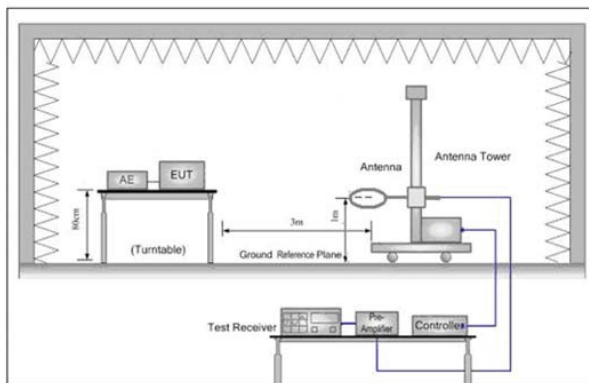 Antenna
Antenna Tower
AE
EUT
80cm
(Turntable)
3m
1m
Ground Reference Plane
Test Receiver
Pre-
Amplifier
Controller